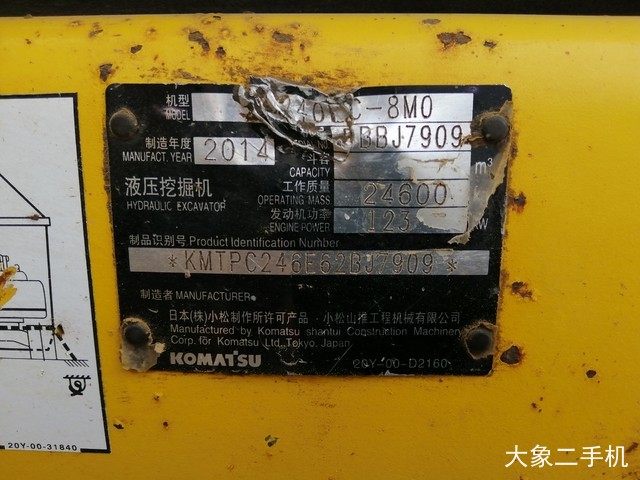 机型
MODEL
240LC-8M0
BBJ7909
制造年度
MANUFACT. YEAR
2014
斗容
CAPACITY
m³
液压挖掘机
HYDRAULIC EXCAVATOR
工作质量
OPERATING MASS
24600
发动机功率
ENGINE POWER
123
制品识别号 Product Identification Number
*KMTPC246E62BJ7909*
制造者 MANUFACTURER
日本(株)小松制作所许可产品・小松山推工程机械有限公司
Manufactured by Komatsu shantui Construction Machinery
Corp. for Komatsu Ltd., Tokyo, Japan
KOMATSU
20Y-00-D2160
20Y-00-31840
大象二手机